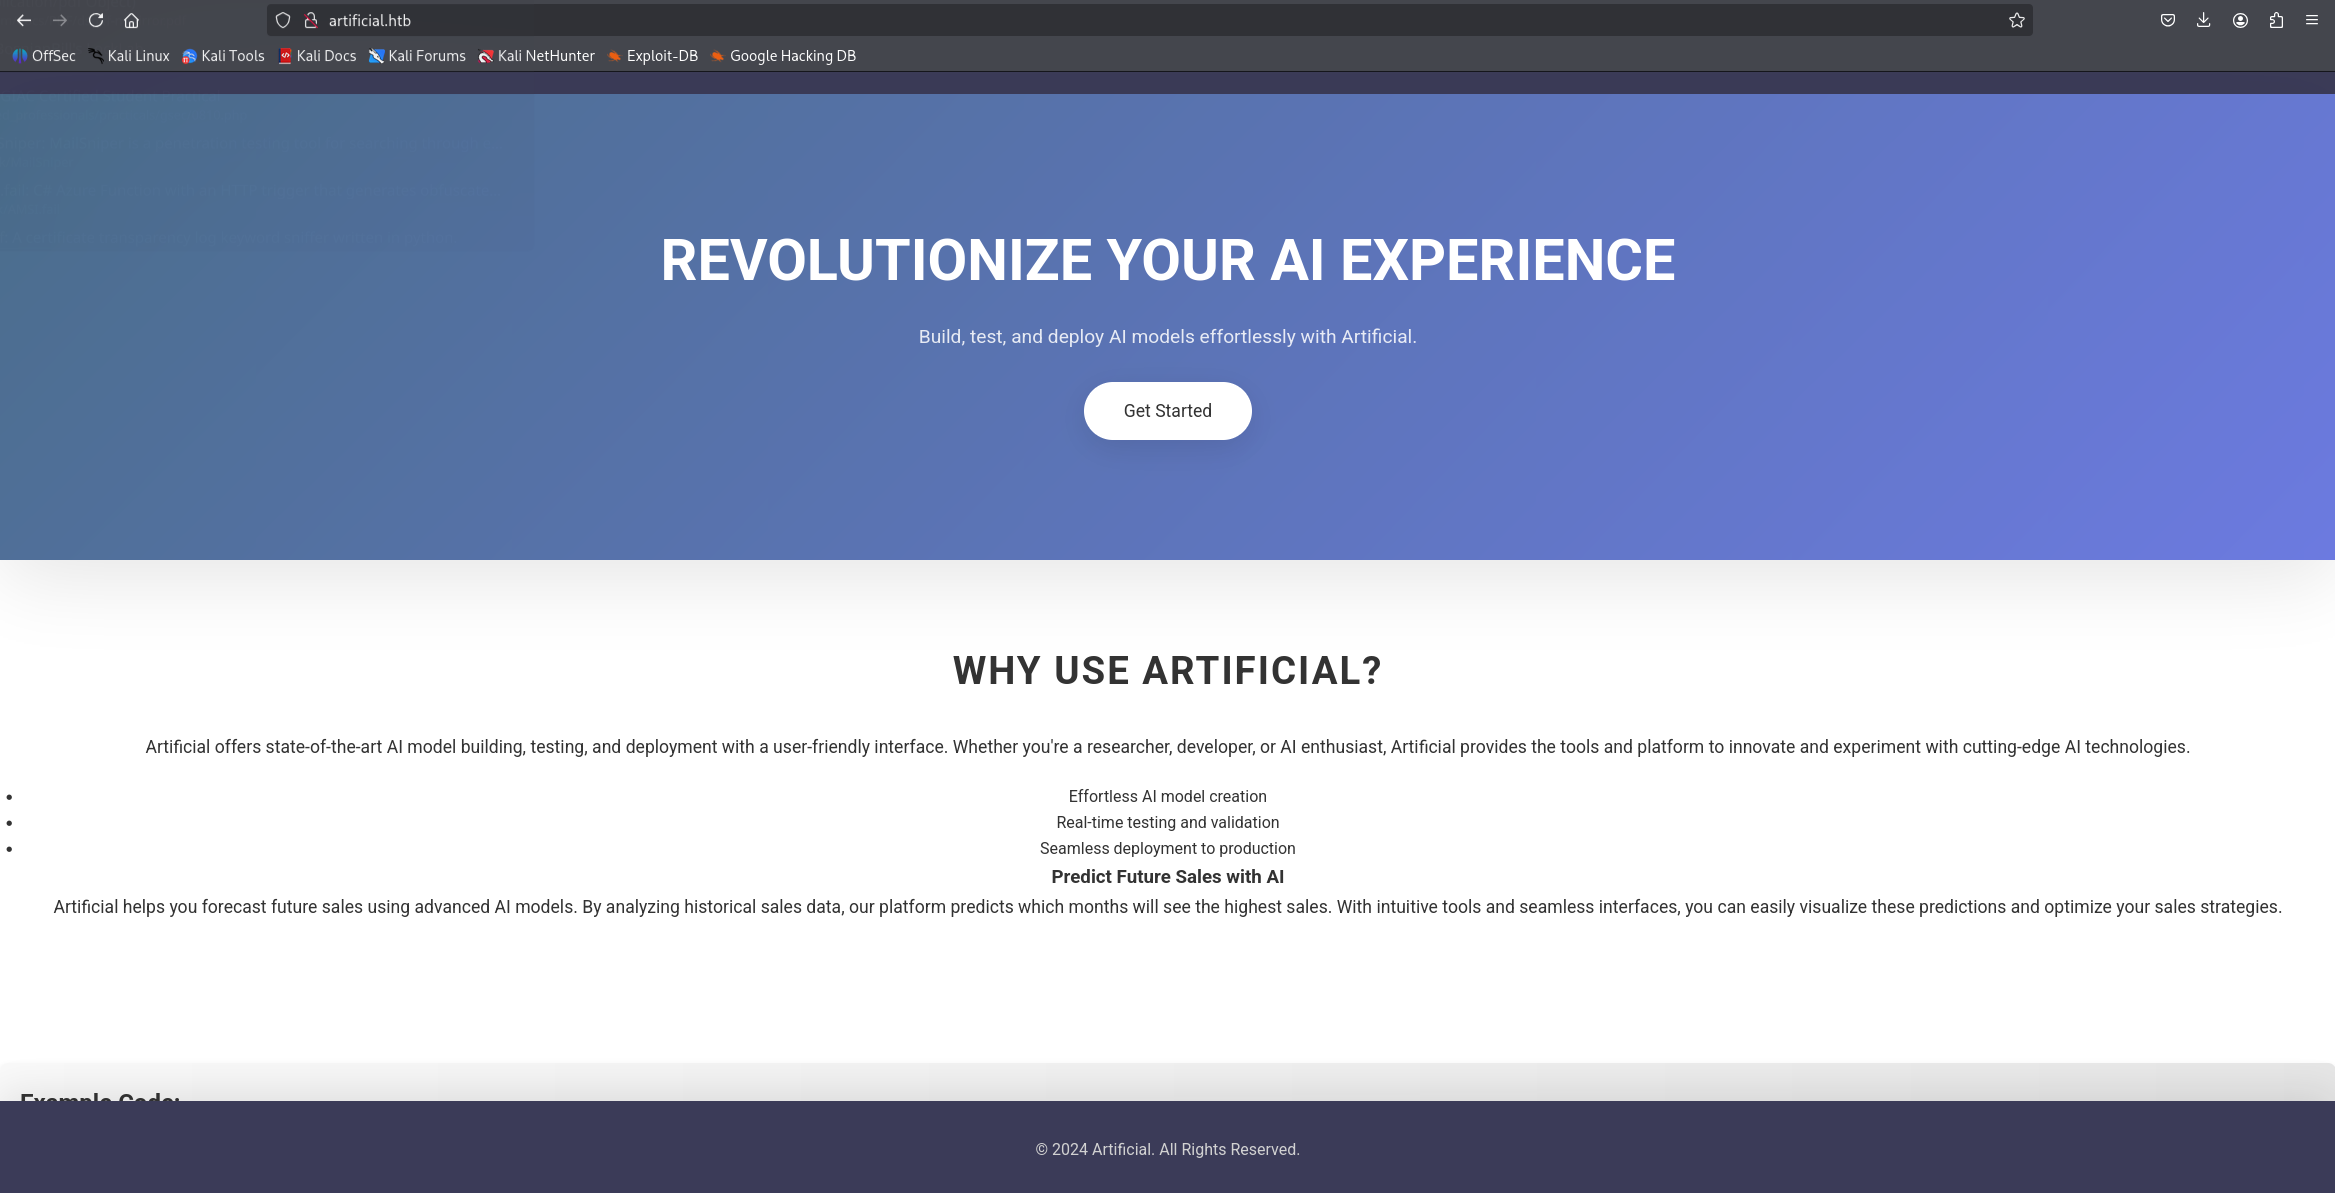 artificial.htb
OffSec Kali Linux Kali Tools Kali Docs Kali Forums Kali NetHunter Exploit-DB Google Hacking DB
REVOLUTIONIZE YOUR AI EXPERIENCE
Build, test, and deploy AI models effortlessly with Artificial.
Get Started
WHY USE ARTIFICIAL?
Artificial offers state-of-the-art AI model building, testing, and deployment with a user-friendly interface. Whether you're a researcher, developer, or AI enthusiast, Artificial provides the tools and platform to innovate and experiment with cutting-edge AI technologies.
• Effortless AI model creation
• Real-time testing and validation
• Seamless deployment to production
Predict Future Sales with AI
Artificial helps you forecast future sales using advanced AI models. By analyzing historical sales data, our platform predicts which months will see the highest sales. With intuitive tools and seamless interfaces, you can easily visualize these predictions and optimize your sales strategies.
Example Code:
© 2024 Artificial. All Rights Reserved.